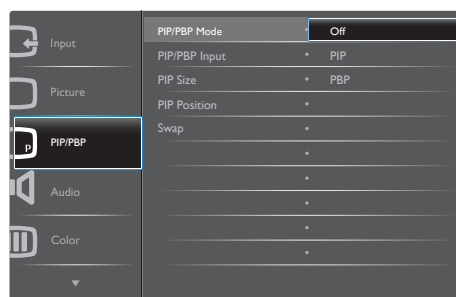 Input
Picture
P
PIP/PBP
Audio
Color
PIP/PBP Mode
PIP/PBP Input
PIP Size
PIP Position
Swap
Off
PIP
PBP